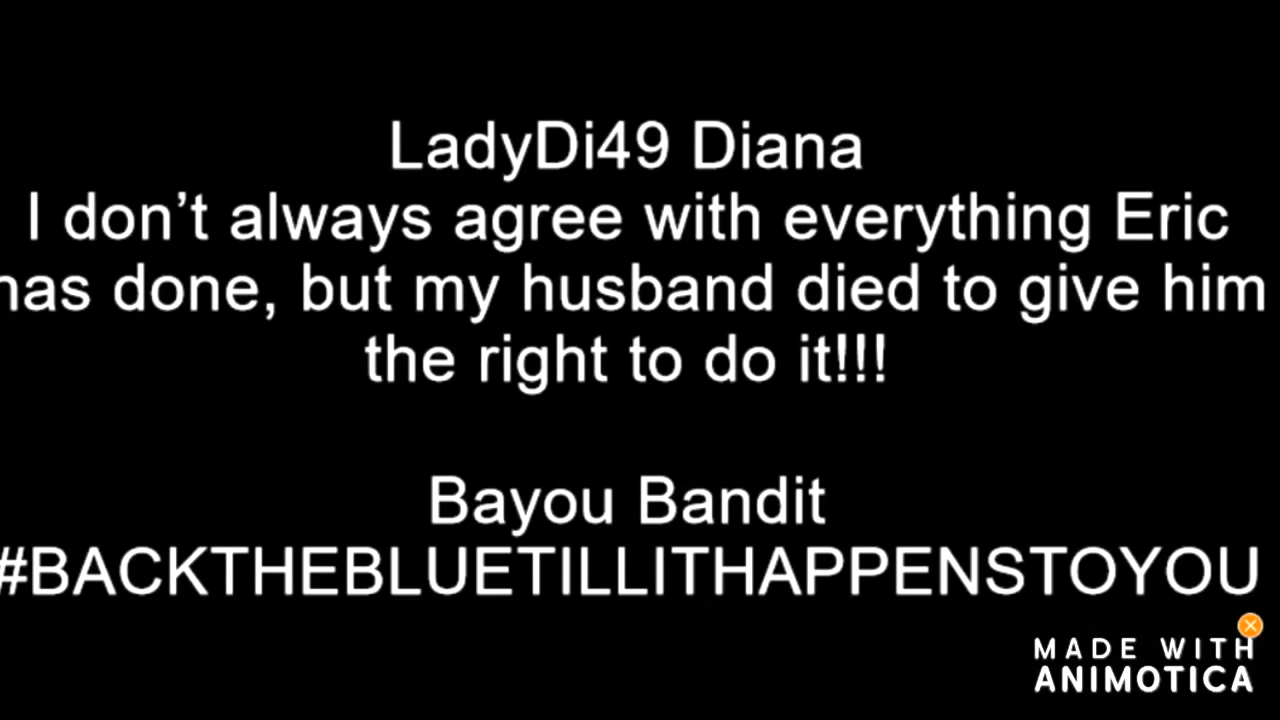 LadyDi49 Diana
I don’t always agree with everything Eric
has done, but my husband died to give him
the right to do it!!!
Bayou Bandit
#BACKTHEBLUETILLITHAPPENSTOYOU
MADE WITH
ANIMOTICA